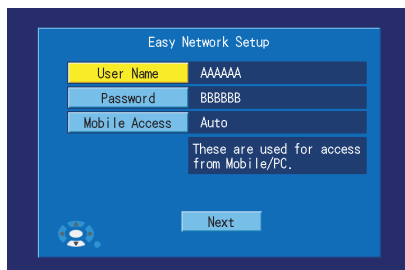 Easy Network Setup
User Name AAAAAA
Password BBBBBB
Mobile Access Auto
These are used for access
from Mobile/PC.
Next